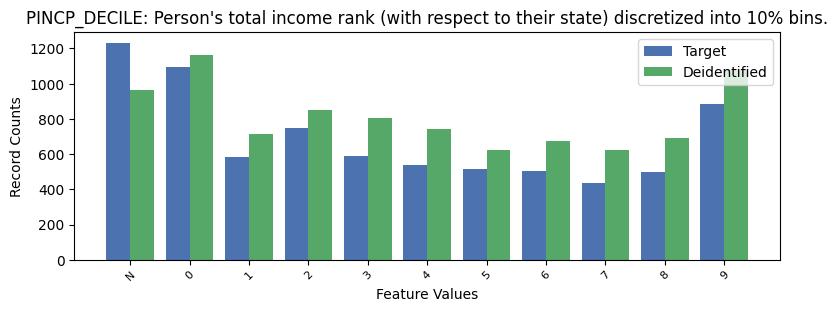 PINCP_DECILE: Person's total income rank (with respect to their state) discretized into 10% bins.
Target
Deidentified
1200
1000
800
600
400
200
0
Record Counts
N 0 1 2 3 4 5 6 7 8 9
Feature Values